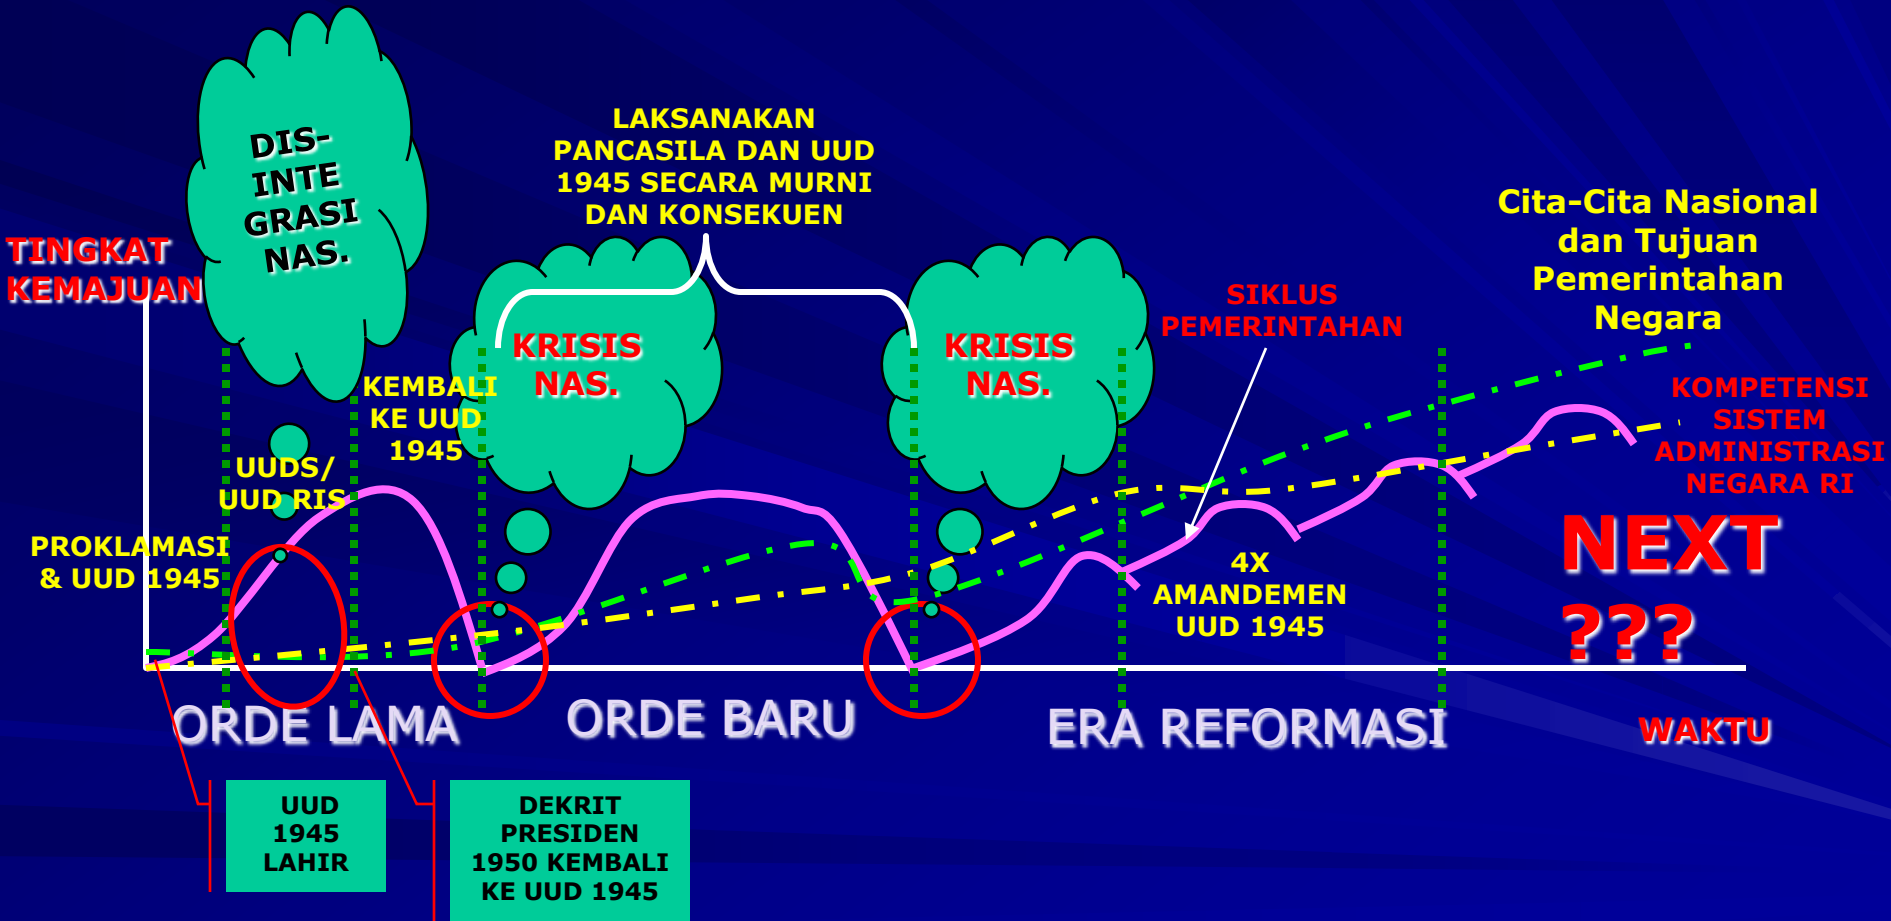 DIS-
INTE
GRASI
NAS.
LAKSANAKAN
PANCASILA DAN UUD
1945 SECARA MURNI
DAN KONSEKUEN
Cita-Cita Nasional
dan Tujuan
Pemerintahan
Negara
TINGKAT
KEMAJUAN
KRISIS
NAS.
KRISIS
NAS.
SIKLUS
PEMERINTAHAN
KEMBALI
KE UUD
1945
KOMPETENSI
SISTEM
ADMINISTRASI
NEGARA RI
UUDS/
UUD RIS
PROKLAMASI
& UUD 1945
4X
AMANDEMEN
UUD 1945
NEXT
???
ORDE LAMA
ORDE BARU
ERA REFORMASI
WAKTU
UUD
1945
LAHIR
DEKRIT
PRESIDEN
1950 KEMBALI
KE UUD 1945